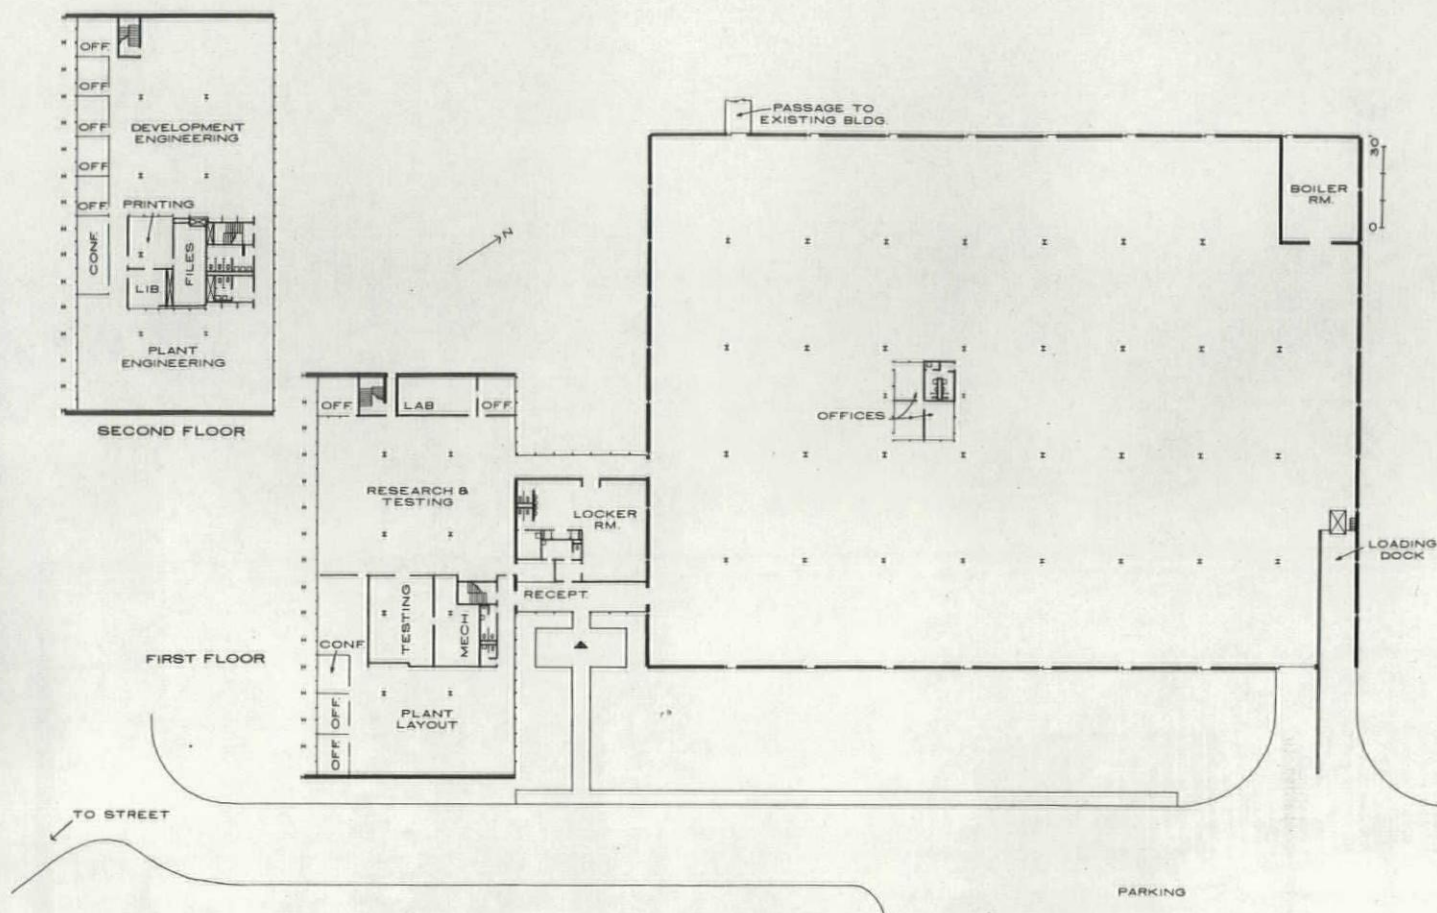 OFF.
OFF.
OFF.
OFF.
OFF.
DEVELOPMENT
ENGINEERING
PRINTING
CONF.
FILES
LIB.
PLANT
ENGINEERING
SECOND FLOOR
N
PASSAGE TO
EXISTING BLDG.
BOILER
RM.
30'
0
OFFICES
LOADING
DOCK
OFF.
LAB
OFF.
RESEARCH &
TESTING
LOCKER
RM.
RECEPT.
TESTING
MECH
CONF.
FIRST FLOOR
OFF.
OFF.
PLANT
LAYOUT
TO STREET
PARKING